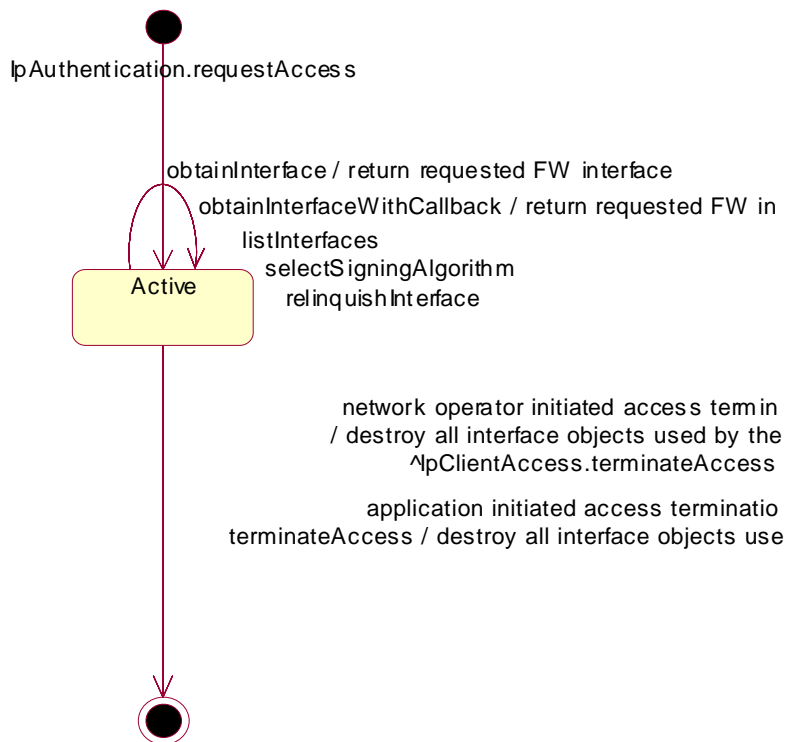 IpAuthentication.requestAccess
obtainInterface / return requested FW interface
obtainInterfaceWithCallback / return requested FW in
listInterfaces
selectSigningAlgorithm
Active
relinquishInterface
network operator initiated access termin
/ destroy all interface objects used by the
^IpClientAccess.terminateAccess
application initiated access terminatio
terminateAccess / destroy all interface objects use